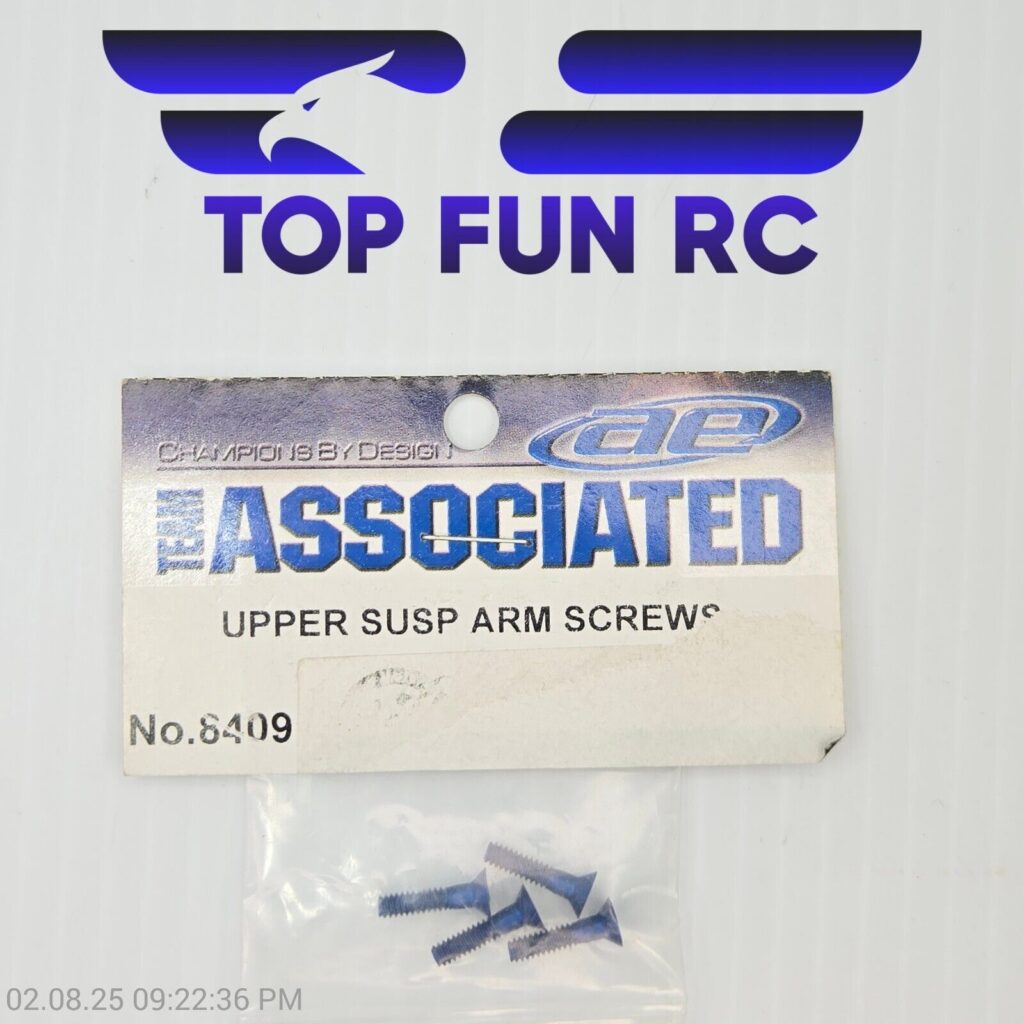 TOP FUN RC
CHAMPIONS BY DESIGN
ae
TEAM ASSOCIATED
UPPER SUSP ARM SCREWS
No.8409
02.08.25 09:22:36 PM